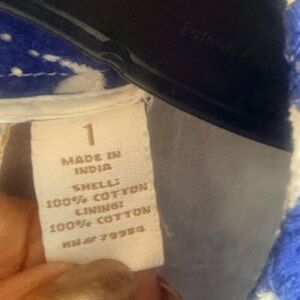 1
MADE IN
INDIA
SHELL:
100% COTTON
LINING:
100% COTTON
RN# 79984